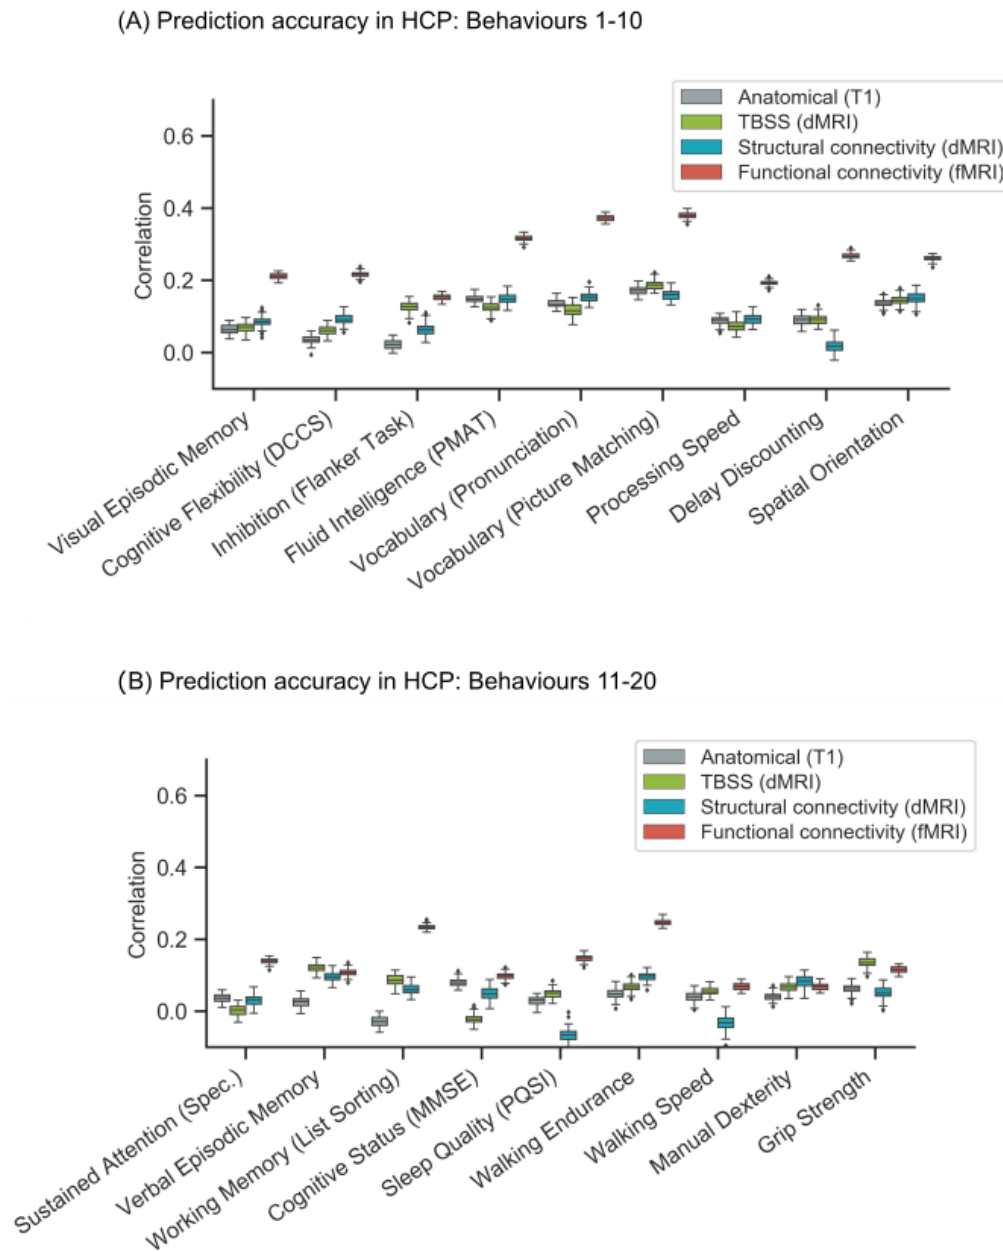 (A) Prediction accuracy in HCP: Behaviours 1-10
Anatomical (T1)
TBSS (dMRI)
Structural connectivity (dMRI)
Functional connectivity (fMRI)
Correlation
0.6
0.4
0.2
0.0
Visual Episodic Memory
Cognitive Flexibility (DCCS)
Inhibition (Flanker Task)
Fluid Intelligence (PMAT)
Vocabulary (Pronunciation)
Vocabulary (Picture Matching)
Processing Speed
Delay Discounting
Spatial Orientation
(B) Prediction accuracy in HCP: Behaviours 11-20
Anatomical (T1)
TBSS (dMRI)
Structural connectivity (dMRI)
Functional connectivity (fMRI)
Correlation
0.6
0.4
0.2
0.0
Sustained Attention (Spec.)
Verbal Episodic Memory
Working Memory (List Sorting)
Cognitive Status (MMSE)
Sleep Quality (PQSI)
Walking Endurance
Walking Speed
Manual Dexterity
Grip Strength